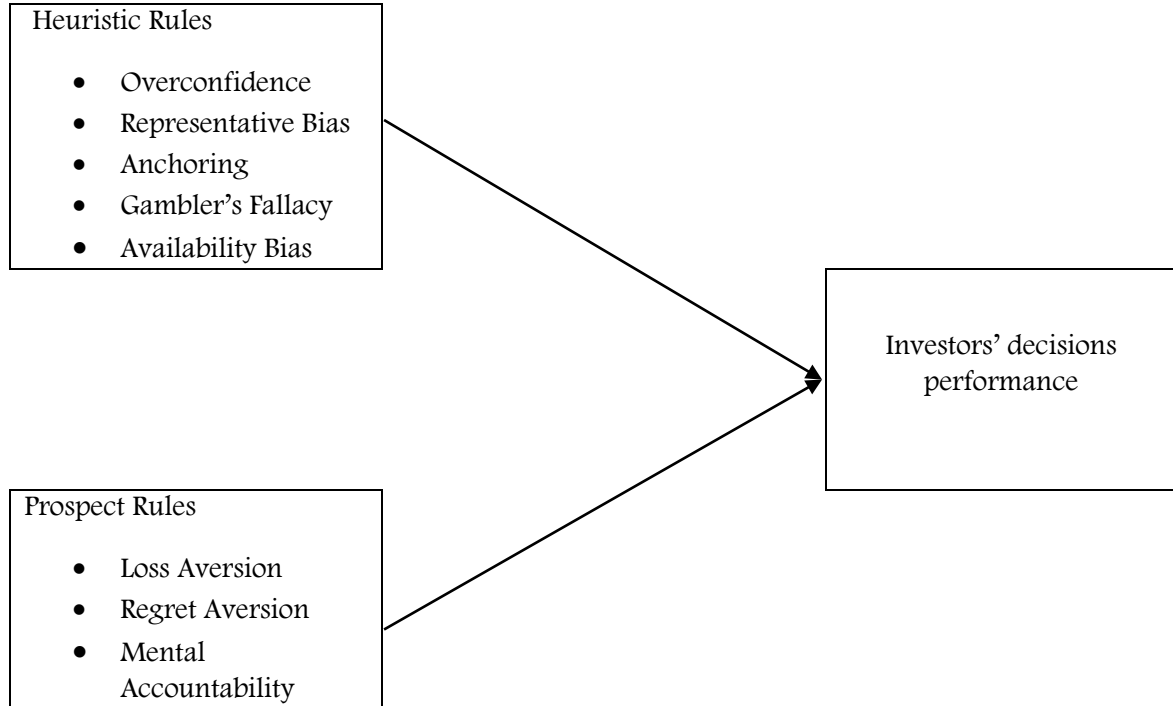 Heuristic Rules
• Overconfidence
• Representative Bias
• Anchoring
• Gambler’s Fallacy
• Availability Bias
Investors’ decisions
performance
Prospect Rules
• Loss Aversion
• Regret Aversion
• Mental
Accountability